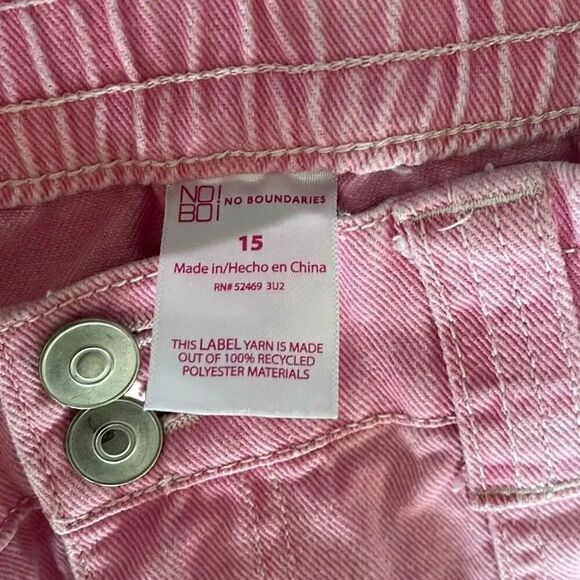 NO!
BO!
NO BOUNDARIES
15
Made in/Hecho en China
RN# 52469 3U2
THIS LABEL YARN IS MADE
OUT OF 100% RECYCLED
POLYESTER MATERIALS